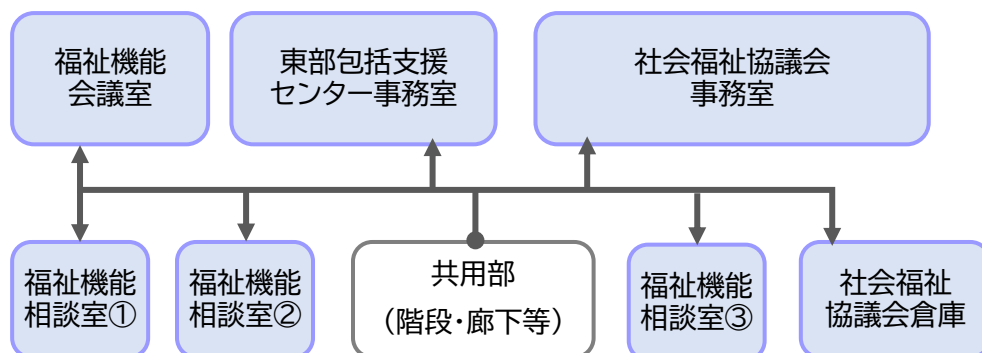 福祉機能
会議室
東部包括支援
センター事務室
社会福祉協議会
事務室
福祉機能
相談室①
福祉機能
相談室②
共用部
（階段・廊下等）
福祉機能
相談室③
社会福祉
協議会倉庫